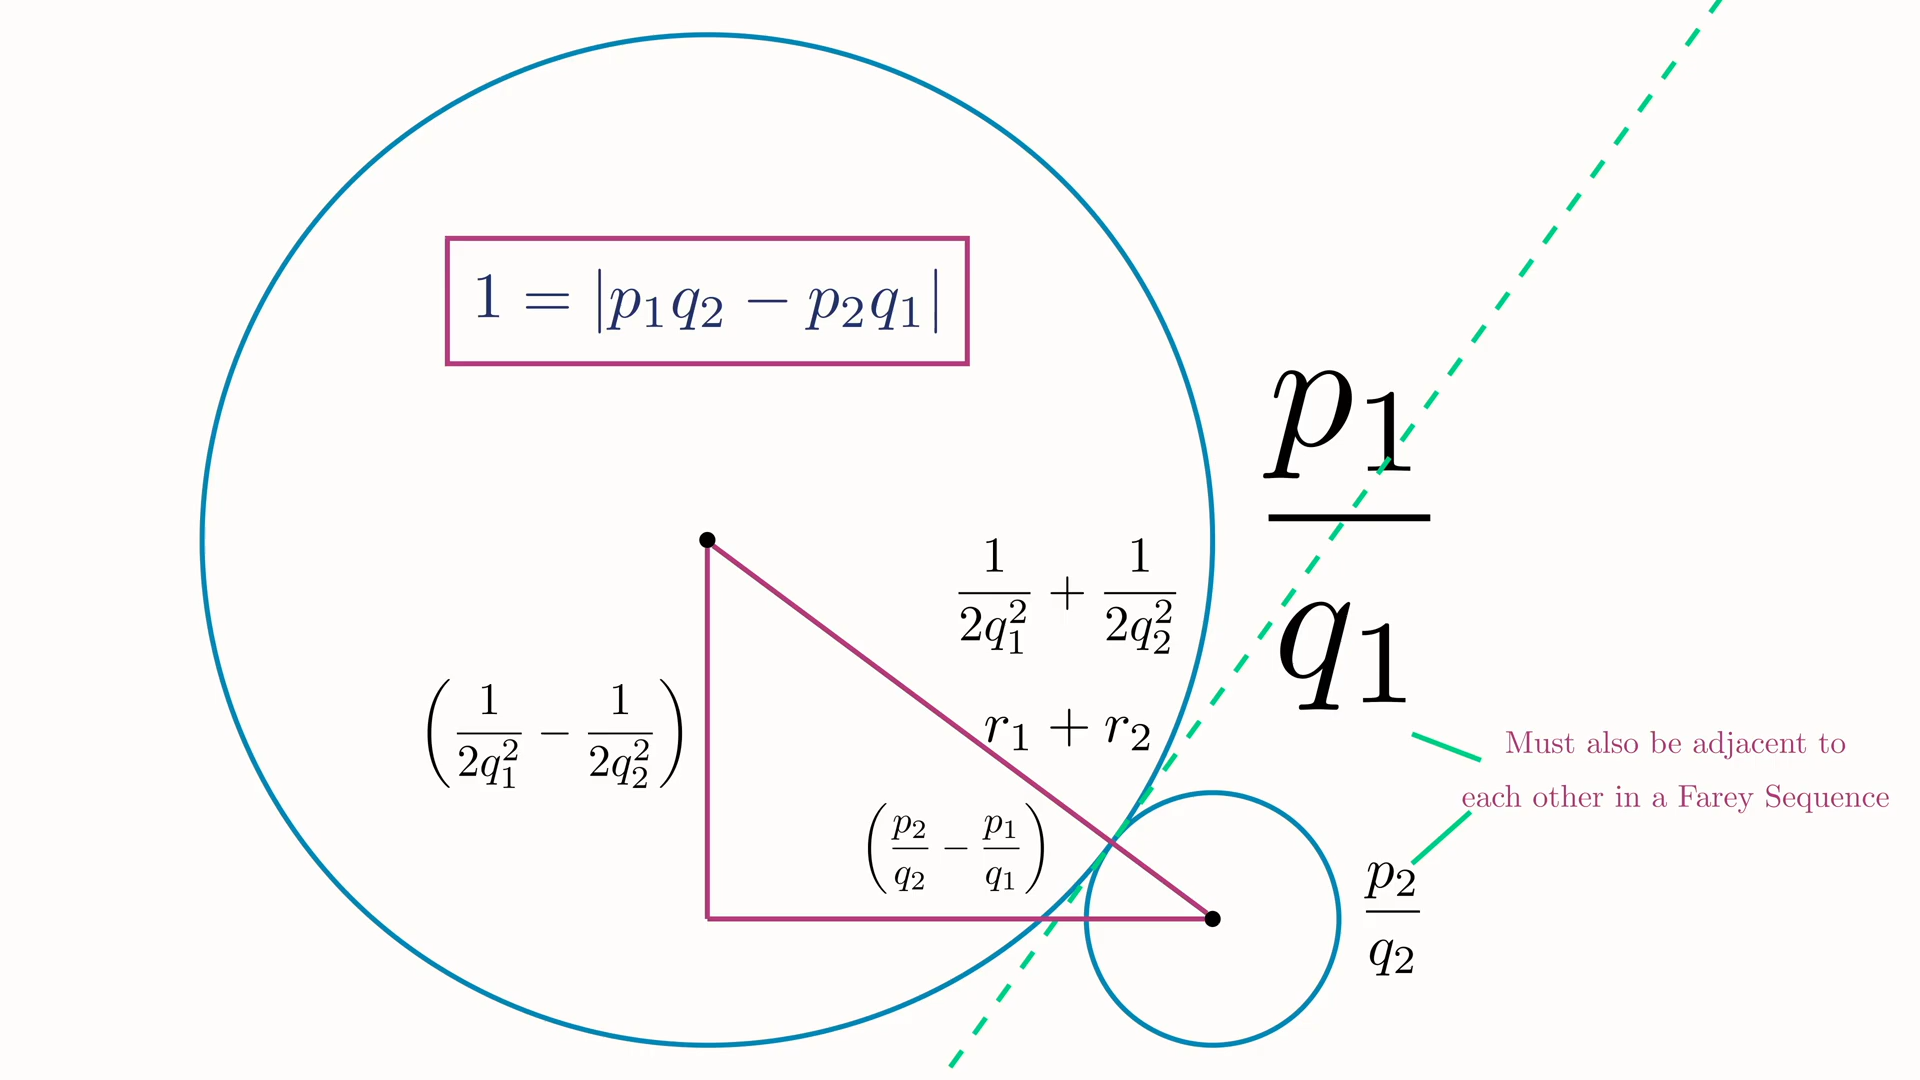 1 = |p₁q₂ − p₂q₁|
p₁/q₁
1/(2q₁²) + 1/(2q₂²)
(1/(2q₁²) − 1/(2q₂²))
r₁ + r₂
Must also be adjacent to
each other in a Farey Sequence
(p₂/q₂ − p₁/q₁)
p₂/q₂